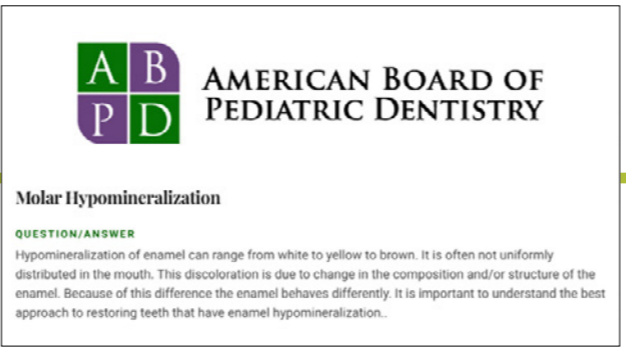 A B
P D
AMERICAN BOARD OF
PEDIATRIC DENTISTRY
Molar Hypomineralization
QUESTION/ANSWER
Hypomineralization of enamel can range from white to yellow to brown. It is often not uniformly
distributed in the mouth. This discoloration is due to change in the composition and/or structure of the
enamel. Because of this difference the enamel behaves differently. It is important to understand the best
approach to restoring teeth that have enamel hypomineralization..